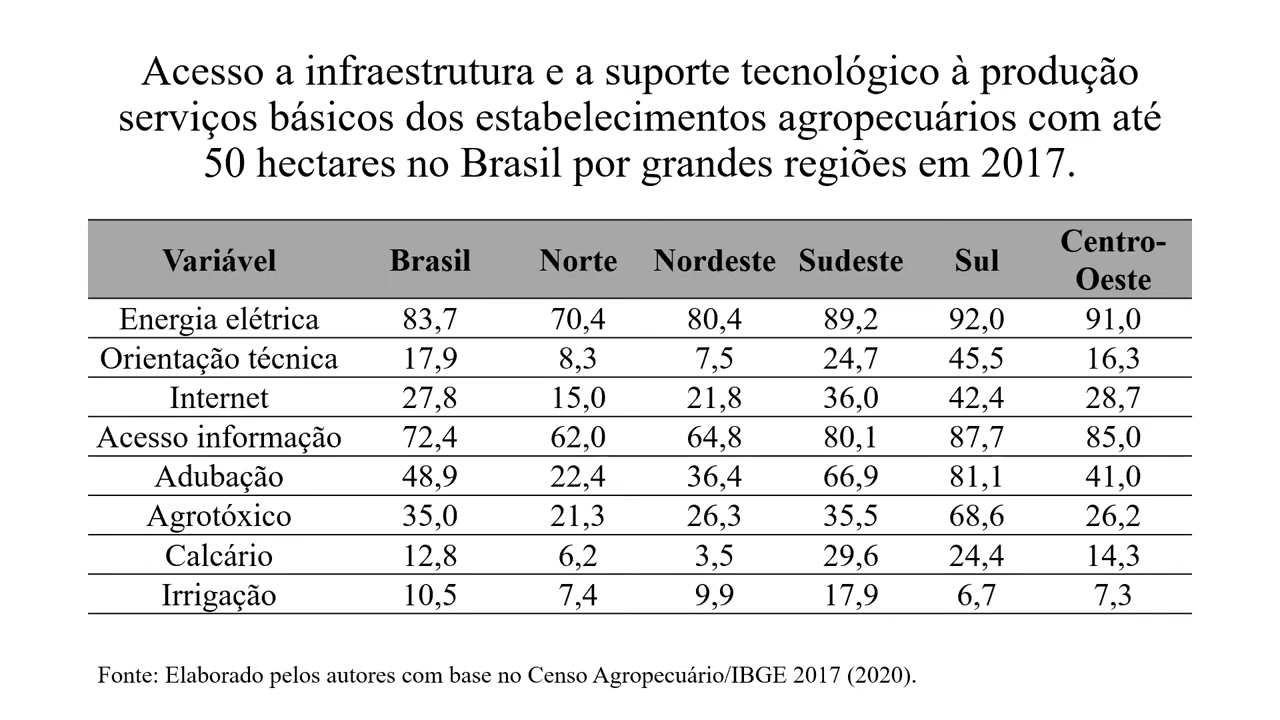 Acesso a infraestrutura e a suporte tecnológico à produção
serviços básicos dos estabelecimentos agropecuários com até
50 hectares no Brasil por grandes regiões em 2017.
Variável Brasil Norte Nordeste Sudeste Sul Centro-
Oeste
Energia elétrica 83,7 70,4 80,4 89,2 92,0 91,0
Orientação técnica 17,9 8,3 7,5 24,7 45,5 16,3
Internet 27,8 15,0 21,8 36,0 42,4 28,7
Acesso informação 72,4 62,0 64,8 80,1 87,7 85,0
Adubação 48,9 22,4 36,4 66,9 81,1 41,0
Agrotóxico 35,0 21,3 26,3 35,5 68,6 26,2
Calcário 12,8 6,2 3,5 29,6 24,4 14,3
Irrigação 10,5 7,4 9,9 17,9 6,7 7,3
Fonte: Elaborado pelos autores com base no Censo Agropecuário/IBGE 2017 (2020).